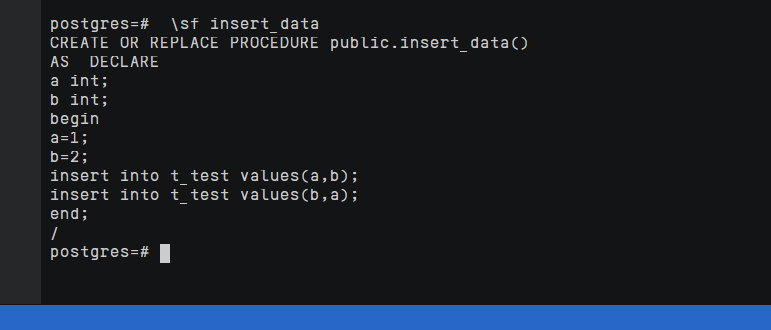 postgres=#  \sf insert_data
CREATE OR REPLACE PROCEDURE public.insert_data()
AS  DECLARE
a int;
b int;
begin
a=1;
b=2;
insert into t_test values(a,b);
insert into t_test values(b,a);
end;
/
postgres=#